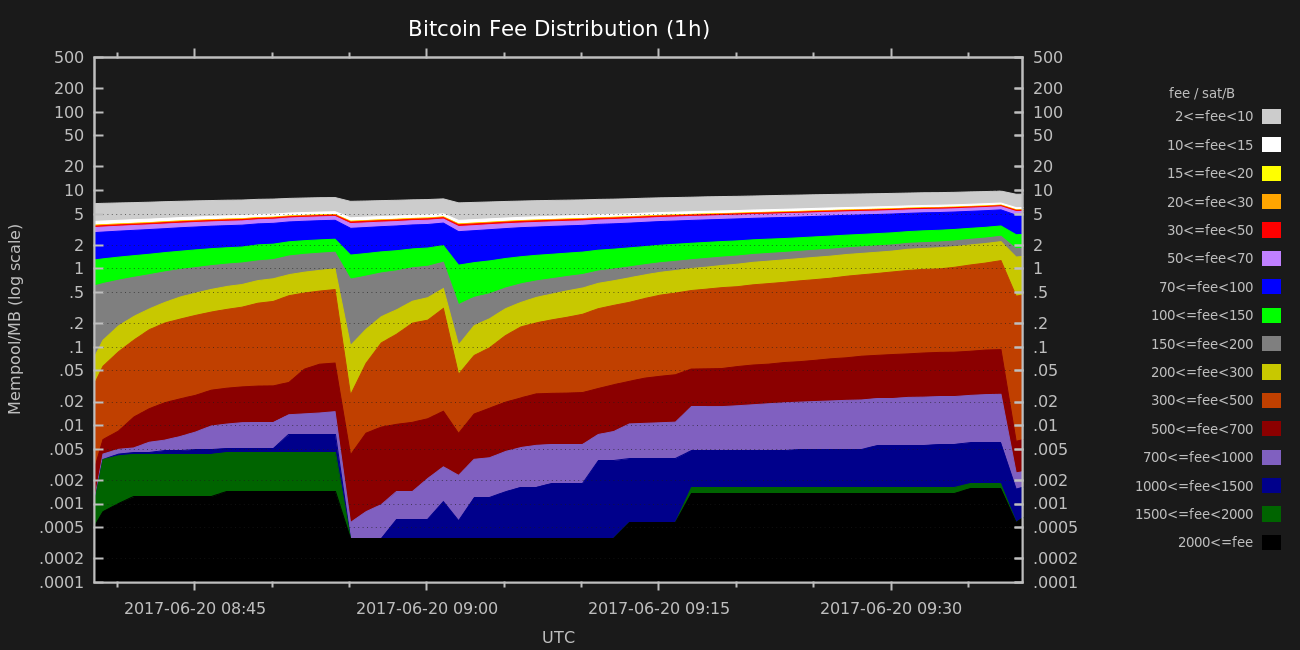 Bitcoin Fee Distribution (1h)
500 500
200 200
100 100
50 50
20 20
10 10
5 5
2 2
1 1
.5 .5
.2 .2
.1 .1
.05 .05
.02 .02
.01 .01
.005 .005
.002 .002
.001 .001
.0005 .0005
.0002 .0002
.0001 .0001
Mempool/MB (log scale)
2017-06-20 08:45 2017-06-20 09:00 2017-06-20 09:15 2017-06-20 09:30
UTC
fee / sat/B
2<=fee<10
10<=fee<15
15<=fee<20
20<=fee<30
30<=fee<50
50<=fee<70
70<=fee<100
100<=fee<150
150<=fee<200
200<=fee<300
300<=fee<500
500<=fee<700
700<=fee<1000
1000<=fee<1500
1500<=fee<2000
2000<=fee